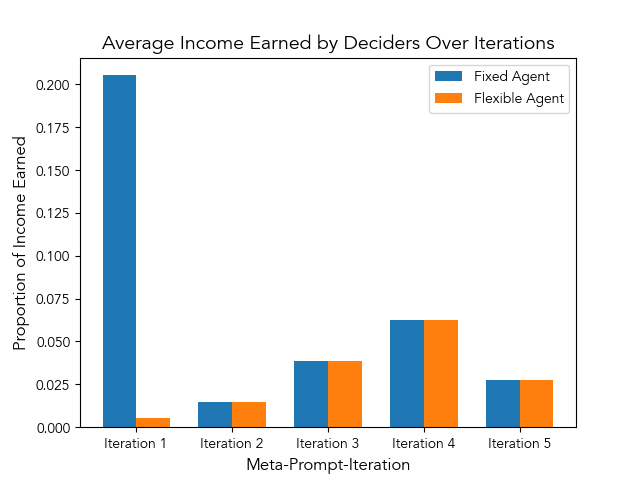 Average Income Earned by Deciders Over Iterations
Fixed Agent
Flexible Agent
Proportion of Income Earned
0.200
0.175
0.150
0.125
0.100
0.075
0.050
0.025
0.000
Iteration 1 Iteration 2 Iteration 3 Iteration 4 Iteration 5
Meta-Prompt-Iteration